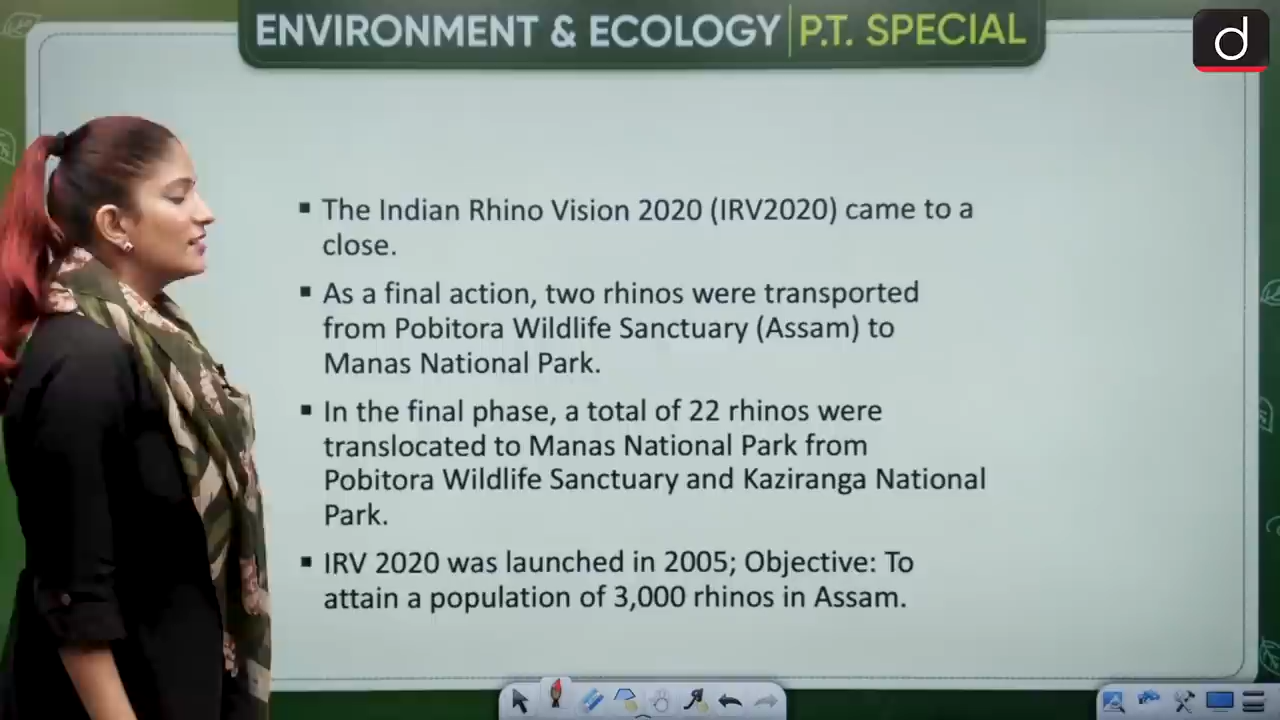 ENVIRONMENT & ECOLOGY | P.T. SPECIAL
d
▪ The Indian Rhino Vision 2020 (IRV2020) came to a
close.
▪ As a final action, two rhinos were transported
from Pobitora Wildlife Sanctuary (Assam) to
Manas National Park.
▪ In the final phase, a total of 22 rhinos were
translocated to Manas National Park from
Pobitora Wildlife Sanctuary and Kaziranga National
Park.
▪ IRV 2020 was launched in 2005; Objective: To
attain a population of 3,000 rhinos in Assam.